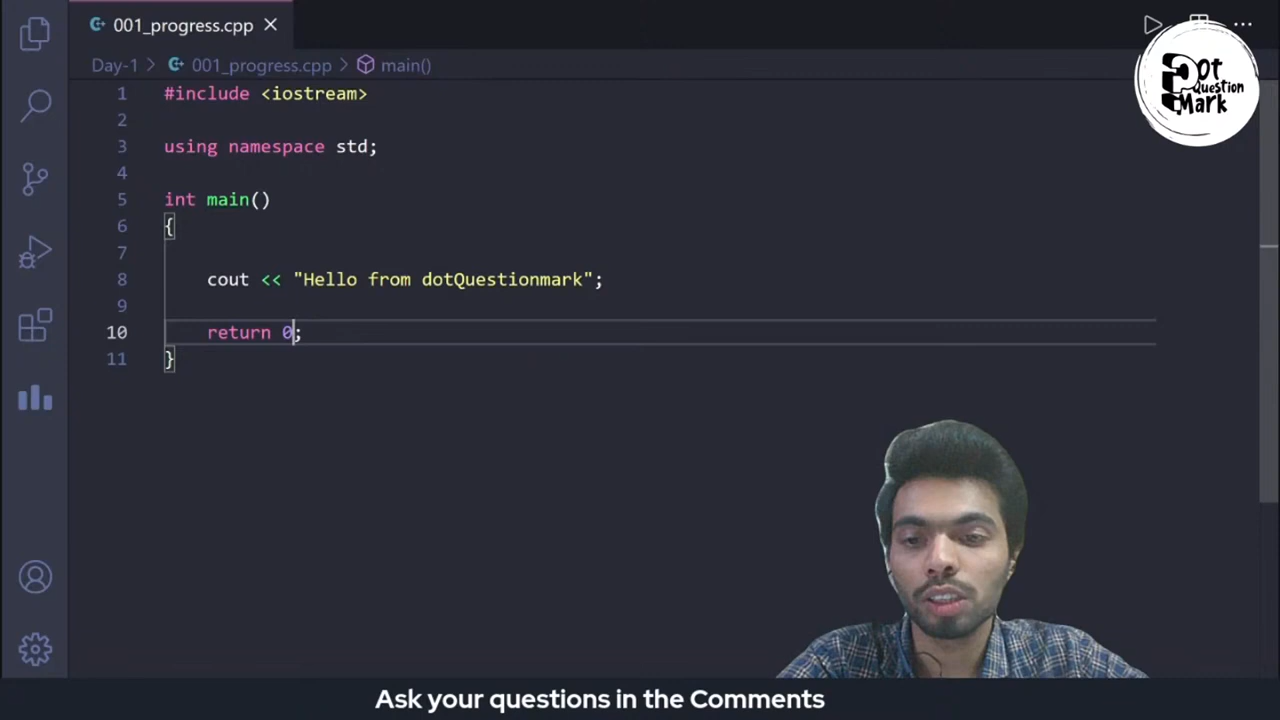 001_progress.cpp
Day-1 > 001_progress.cpp > main()
1 #include <iostream>
2
3 using namespace std;
4
5 int main()
6 {
7
8 cout << "Hello from dotQuestionmark";
9
10 return 0;
11 }
Dot
Question
Mark
Ask your questions in the Comments